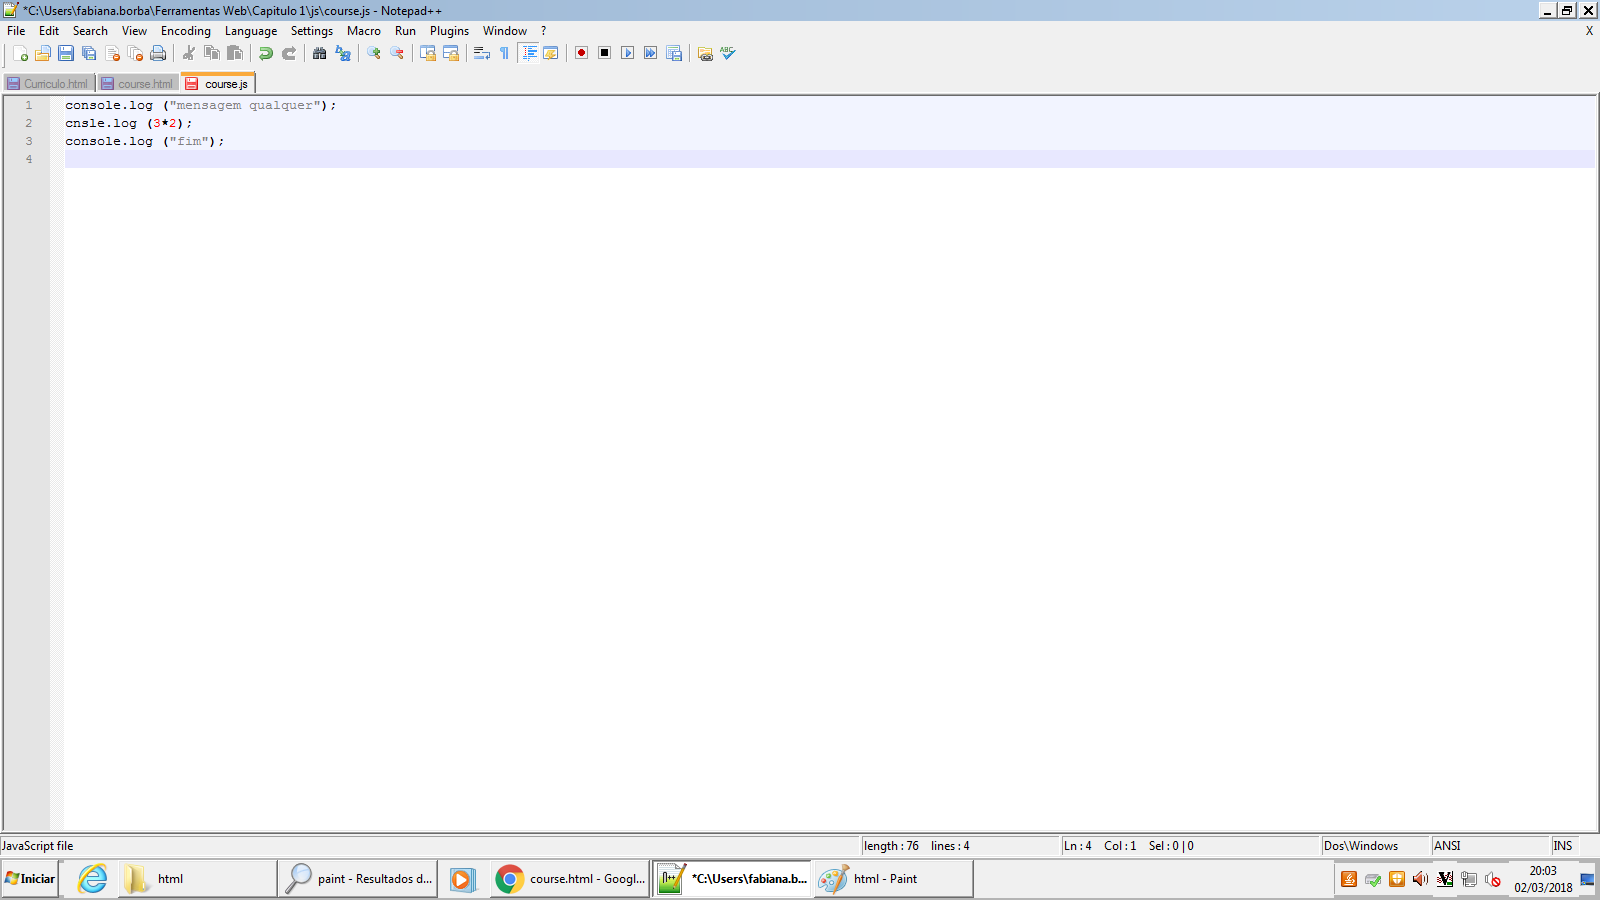 *C:\Users\fabiana.borba\Ferramentas Web\Capitulo 1\js\course.js - Notepad++
File Edit Search View Encoding Language Settings Macro Run Plugins Window ? X
Curriculo.html course.html course.js
1 console.log ("mensagem qualquer");
2 cnsle.log (3*2);
3 console.log ("fim");
4
JavaScript file length : 76 lines : 4 Ln : 4 Col : 1 Sel : 0 | 0 Dos\Windows ANSI INS
Iniciar html paint - Resultados d... course.html - Googl... *C:\Users\fabiana.b... html - Paint 20:03
02/03/2018